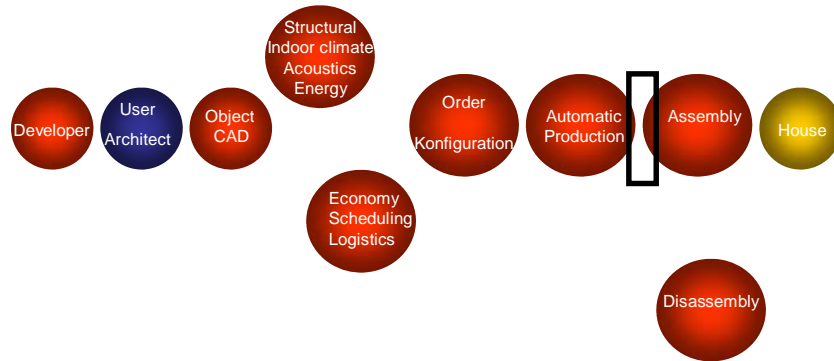 Developer
User
Architect
Object
CAD
Structural
Indoor climate
Acoustics
Energy
Economy
Scheduling
Logistics
Order
Konfiguration
Automatic
Production
Assembly
House
Disassembly